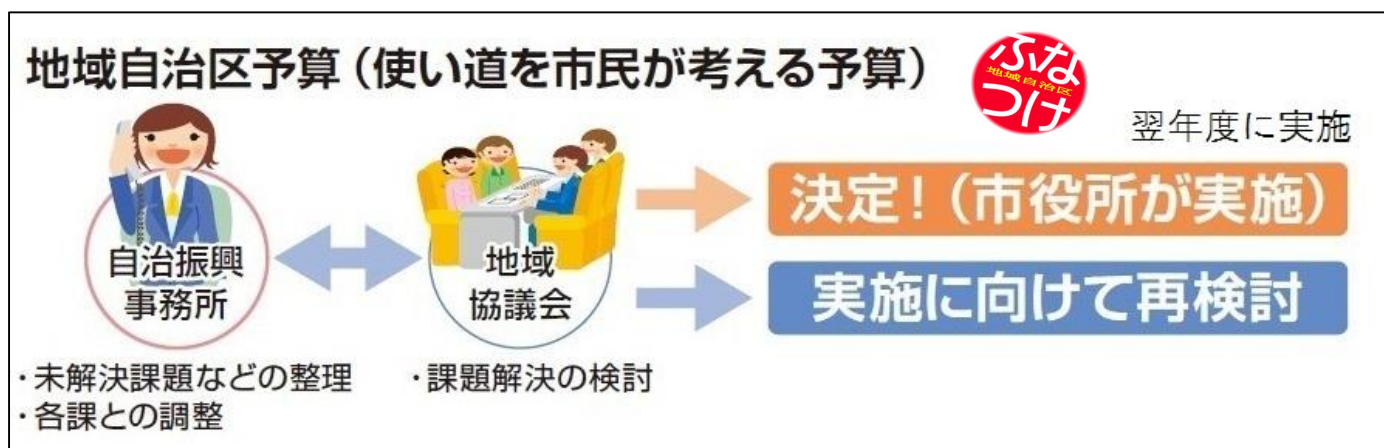 地域自治区予算（使い道を市民が考える予算）
ふな
地域自治区
つけ
翌年度に実施
決定！（市役所が実施）
自治振興
事務所
地域
協議会
実施に向けて再検討
・未解決課題などの整理
・各課との調整
・課題解決の検討